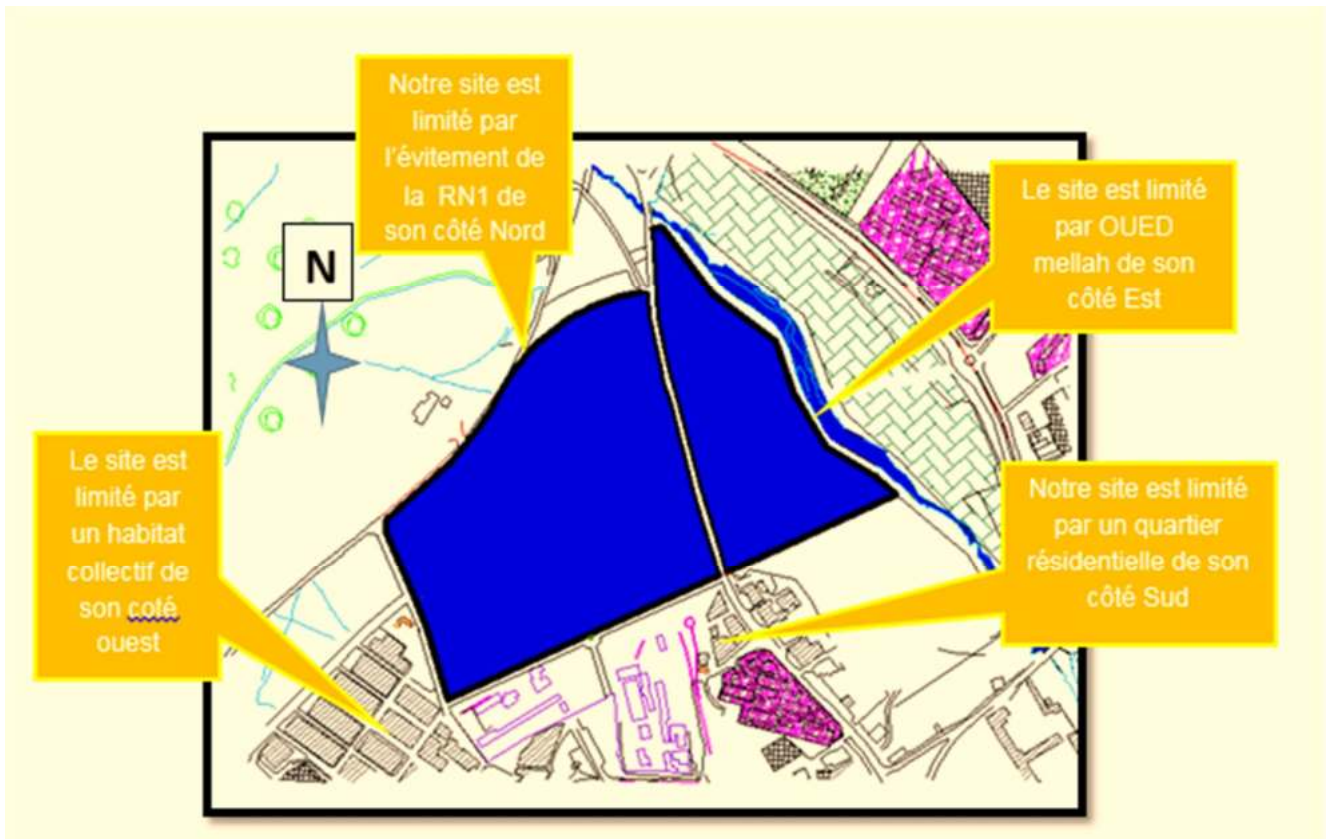 Notre site est
limité par
l'évitement de
la RN1 de
son côté Nord
Le site est limité
par OUED
mellah de son
côté Est
N
Le site est
limité par
un habitat
collectif de
son coté
ouest
Notre site est limité
par un quartier
résidentielle de son
côté Sud